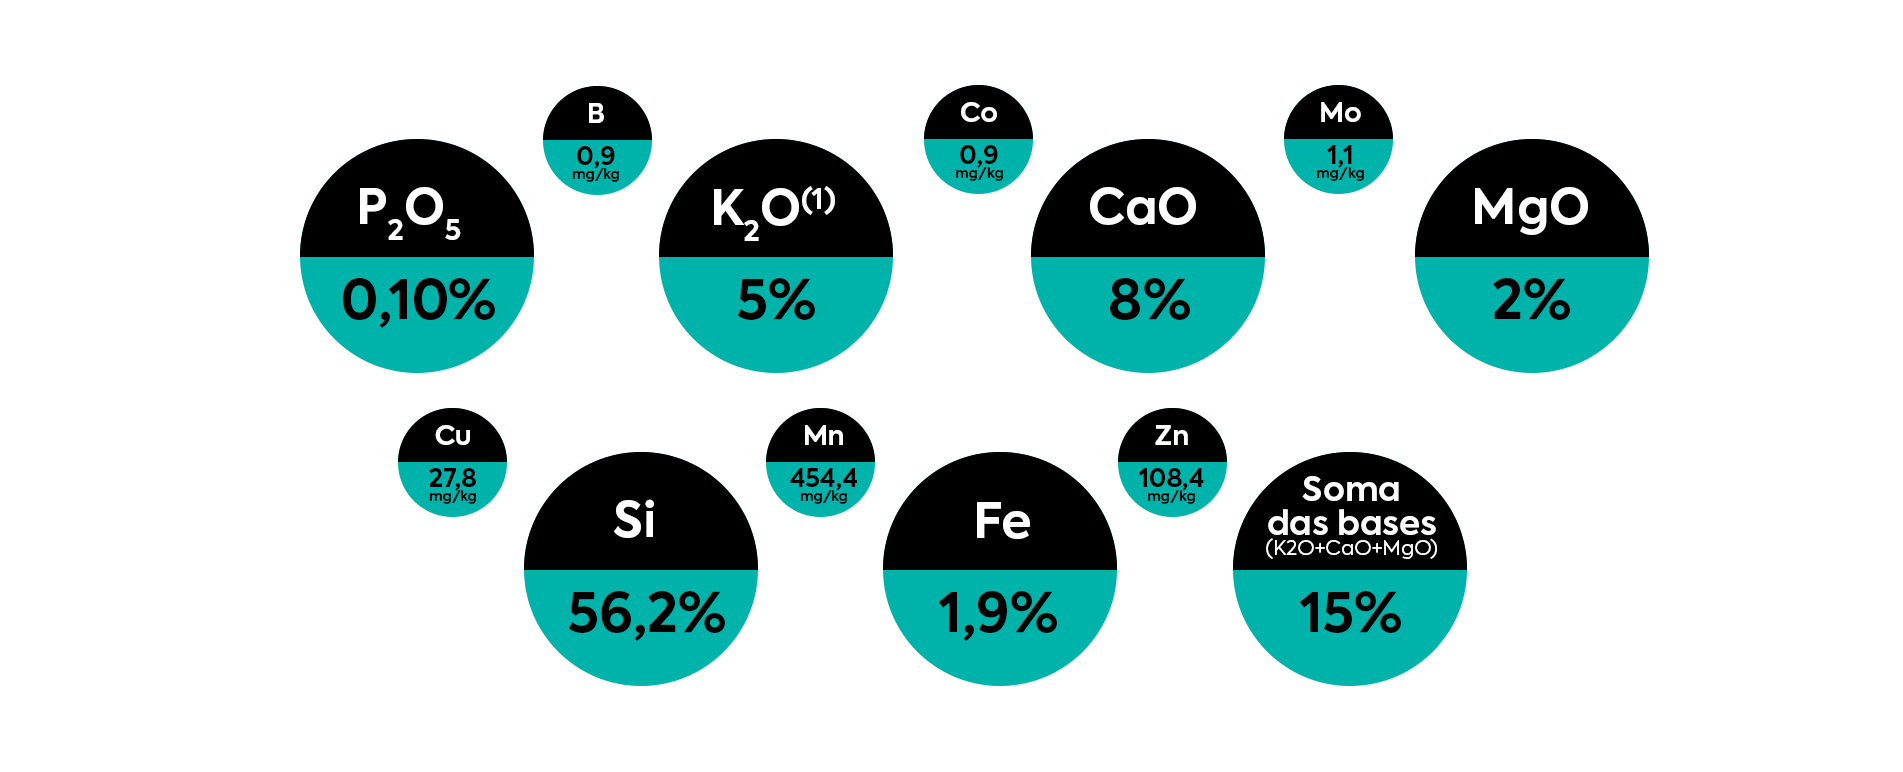 B
0,9
mg/kg
Co
0,9
mg/kg
Mo
1,1
mg/kg
P₂O₅
0,10%
K₂O⁽¹⁾
5%
CaO
8%
MgO
2%
Cu
27,8
mg/kg
Mn
454,4
mg/kg
Zn
108,4
mg/kg
Si
56,2%
Fe
1,9%
Soma
das bases
(K2O+CaO+MgO)
15%